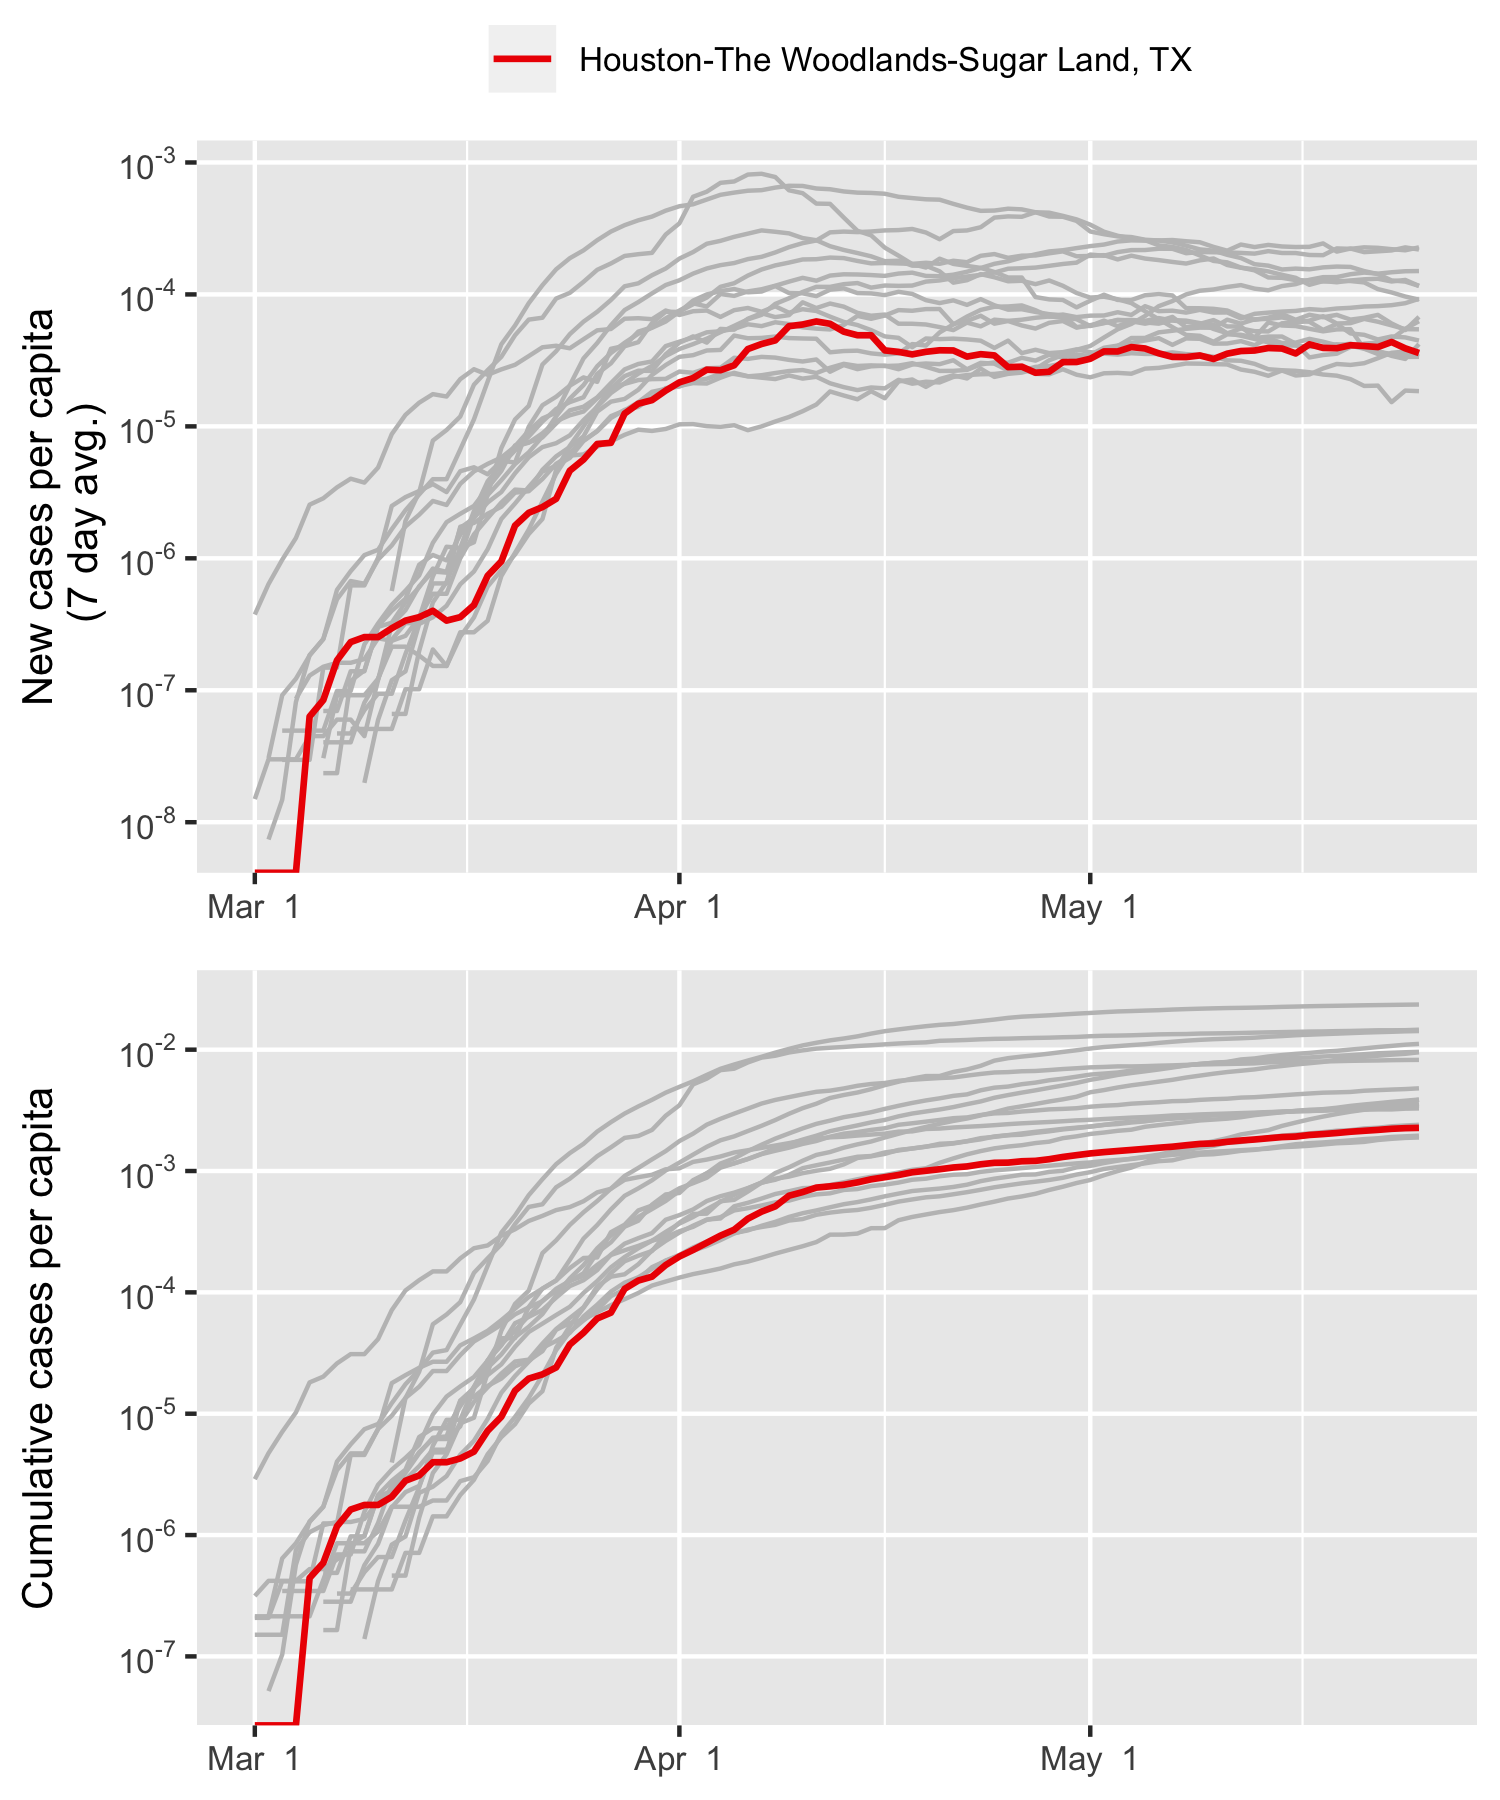 Houston-The Woodlands-Sugar Land, TX
New cases per capita
(7 day avg.)
10⁻³
10⁻⁴
10⁻⁵
10⁻⁶
10⁻⁷
10⁻⁸
Mar 1
Apr 1
May 1
Cumulative cases per capita
10⁻²
10⁻³
10⁻⁴
10⁻⁵
10⁻⁶
10⁻⁷
Mar 1
Apr 1
May 1